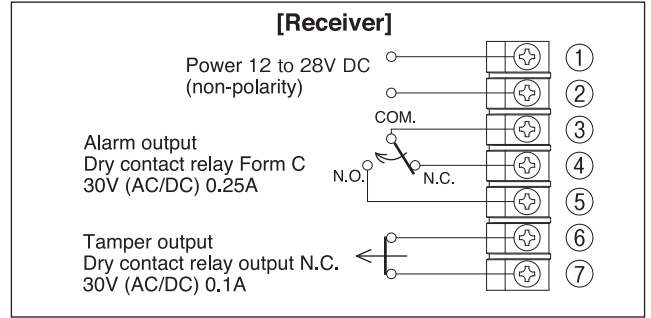 [Receiver]
Power 12 to 28V DC
(non-polarity)
①
②
COM.
③
Alarm output
Dry contact relay Form C
30V (AC/DC) 0.25A
N.O.
N.C.
④
⑤
Tamper output
Dry contact relay output N.C.
30V (AC/DC) 0.1A
⑥
⑦